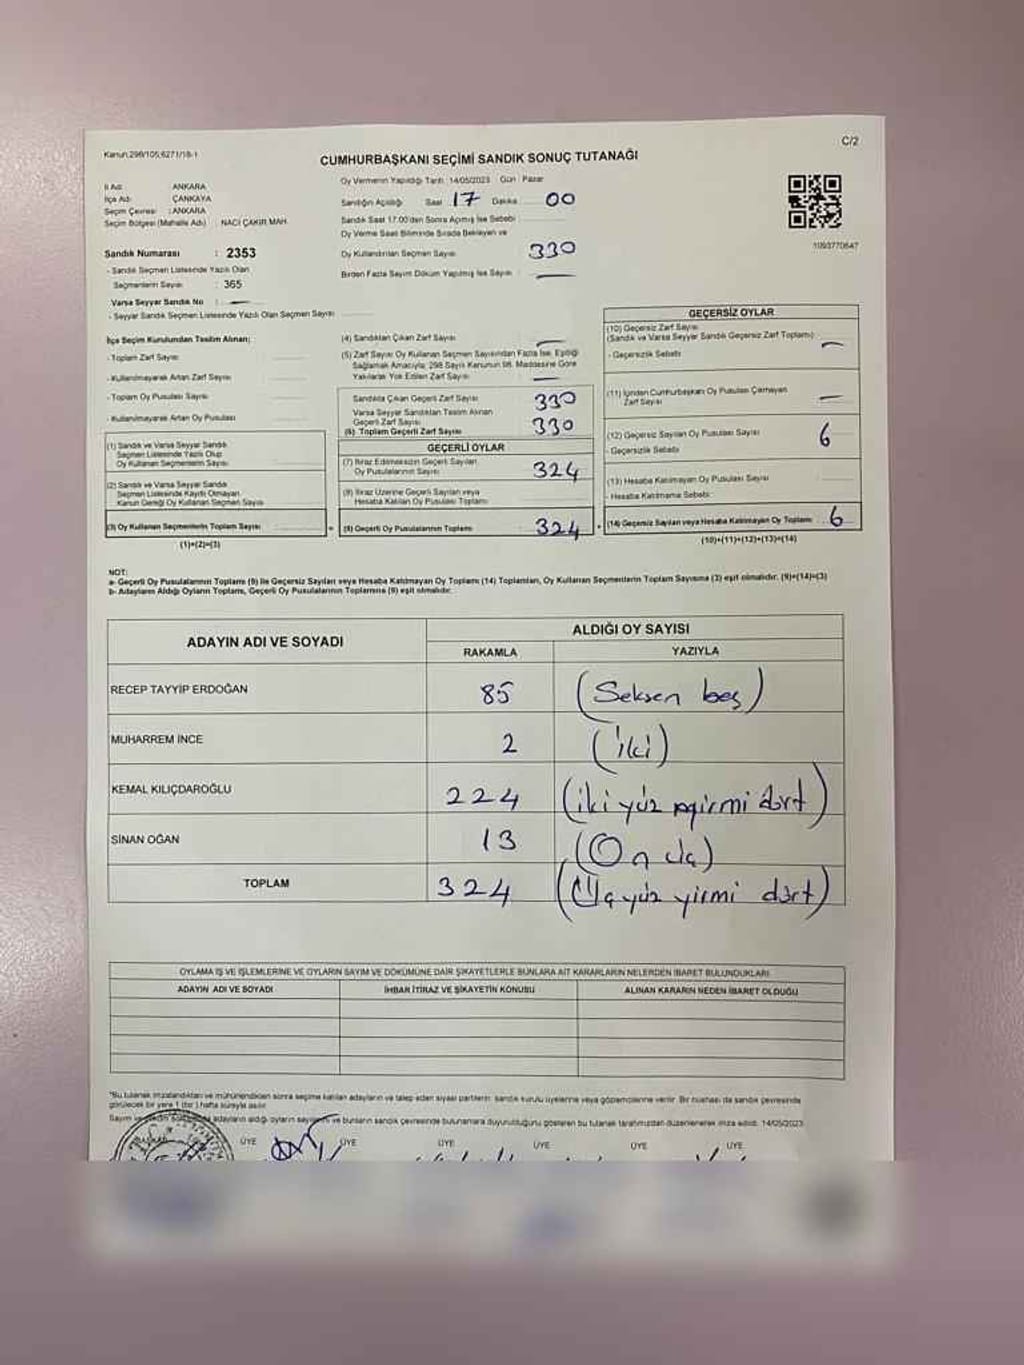 Kanun:298/105;6271/18-1
C/2
CUMHURBAŞKANI SEÇİMİ SANDIK SONUÇ TUTANAĞI
İl Adı : ANKARA
İlçe Adı : ÇANKAYA
Seçim Çevresi : ANKARA
Seçim Bölgesi (Mahalle Adı) : NACİ ÇAKIR MAH.
Sandık Numarası : 2353
- Sandık Seçmen Listesinde Yazılı Olan
Seçmenlerin Sayısı : 365
Varsa Seyyar Sandık No :
- Seyyar Sandık Seçmen Listesinde Yazılı Olan Seçmen Sayısı
Oy Vermenin Yapıldığı Tarih : 14/05/2023 Gün : Pazar
Sandığın Açıldığı Saat 17 Dakika 00
Sandık Saat 17.00'den Sonra Açılmış İse Sebebi :
Oy Verme Saat Bitiminde Sırada Bekleyen ve
Oy Kullandırılan Seçmen Sayısı 330
Birden Fazla Sayım Döküm Yapılmış İse Sayısı :
1093770647
İlçe Seçim Kurulundan Teslim Alınan;
- Toplam Zarf Sayısı
- Kullanılmayarak Artan Zarf Sayısı
- Toplam Oy Pusulası Sayısı
- Kullanılmayarak Artan Oy Pusulası
(1) Sandık ve Varsa Seyyar Sandık
Seçmen Listesinde Yazılı Olup
Oy Kullanan Seçmenlerin Sayısı
(2) Sandık ve Varsa Seyyar Sandık
Seçmen Listesinde Kayıtlı Olmayan
Kanun Gereği Oy Kullanan Seçmen Sayısı
(3) Oy Kullanan Seçmenlerin Toplam Sayısı
(1)+(2)=(3)
(4) Sandıktan Çıkan Zarf Sayısı
(5) Zarf Sayısı Oy Kullanan Seçmen Sayısından Fazla İse, Eşitliği
Sağlamak Amacıyla, 298 Sayılı Kanunun 98. Maddesine Göre
Yakılarak Yok Edilen Zarf Sayısı
Sandıkta Çıkan Geçerli Zarf Sayısı 330
Varsa Seyyar Sandıktan Teslim Alınan
Geçerli Zarf Sayısı
(6) Toplam Geçerli Zarf Sayısı 330
GEÇERLİ OYLAR
(7) İtiraz Edilmeksizin Geçerli Sayılan
Oy Pusulalarının Sayısı 324
(8) İtiraz Üzerine Geçerli Sayılan veya
Hesaba Katılan Oy Pusulası Toplamı
(9) Geçerli Oy Pusulalarının Toplamı 324
GEÇERSİZ OYLAR
(10) Geçersiz Zarf Sayısı
(Sandık ve Varsa Seyyar Sandık Geçersiz Zarf Toplamı)
- Geçersizlik Sebebi
(11) İçinden Cumhurbaşkanı Oy Pusulası Çıkmayan
Zarf Sayısı
(12) Geçersiz Sayılan Oy Pusulası Sayısı 6
- Geçersizlik Sebebi
(13) Hesaba Katılmayan Oy Pusulası Sayısı
- Hesaba Katılmama Sebebi
(14) Geçersiz Sayılan veya Hesaba Katılmayan Oy Toplamı 6
(10)+(11)+(12)+(13)=(14)
NOT:
a- Geçerli Oy Pusulalarının Toplamı (9) ile Geçersiz Sayılan veya Hesaba Katılmayan Oy Toplamı (14) Toplamları, Oy Kullanan Seçmenlerin Toplam Sayısına (3) eşit olmalıdır. (9)+(14)=(3)
b- Adayların Aldığı Oyların Toplamı, Geçerli Oy Pusulalarının Toplamına (9) eşit olmalıdır.
ADAYIN ADI VE SOYADI
ALDIĞI OY SAYISI
RAKAMLA YAZIYLA
RECEP TAYYİP ERDOĞAN 85 (Seksen beş)
MUHARREM İNCE 2 (iki)
KEMAL KILIÇDAROĞLU 224 (iki yüz yirmi dört)
SİNAN OĞAN 13 (On üç)
TOPLAM 324 (Üç yüz yirmi dört)
OYLAMA İŞ VE İŞLEMLERİNE VE OYLARIN SAYIM VE DÖKÜMÜNE DAİR ŞİKAYETLERLE BUNLARA AİT KARARLARIN NELERDEN İBARET BULUNDUKLARI
ADAYIN ADI VE SOYADI İHBAR İTİRAZ VE ŞİKAYETİN KONUSU ALINAN KARARIN NEDEN İBARET OLDUĞU
*Bu tutanak imzalandıktan ve mühürlendikten sonra seçime katılan adayların ve talep eden siyasi partilerin sandık kurulu üyelerine veya gözlemcilerine verilir. Bir nüshası da sandık çevresinde
görülecek bir yere 1 (bir) hafta süreyle asılır.
adayların aldığı oyların sayısını ve bunların sandık çevresinde bulunanlara duyurulduğunu gösteren bu tutanak tarafımızdan düzenlenerek imza edildi. 14/05/2023
ÜYE ÜYE ÜYE ÜYE ÜYE ÜYE